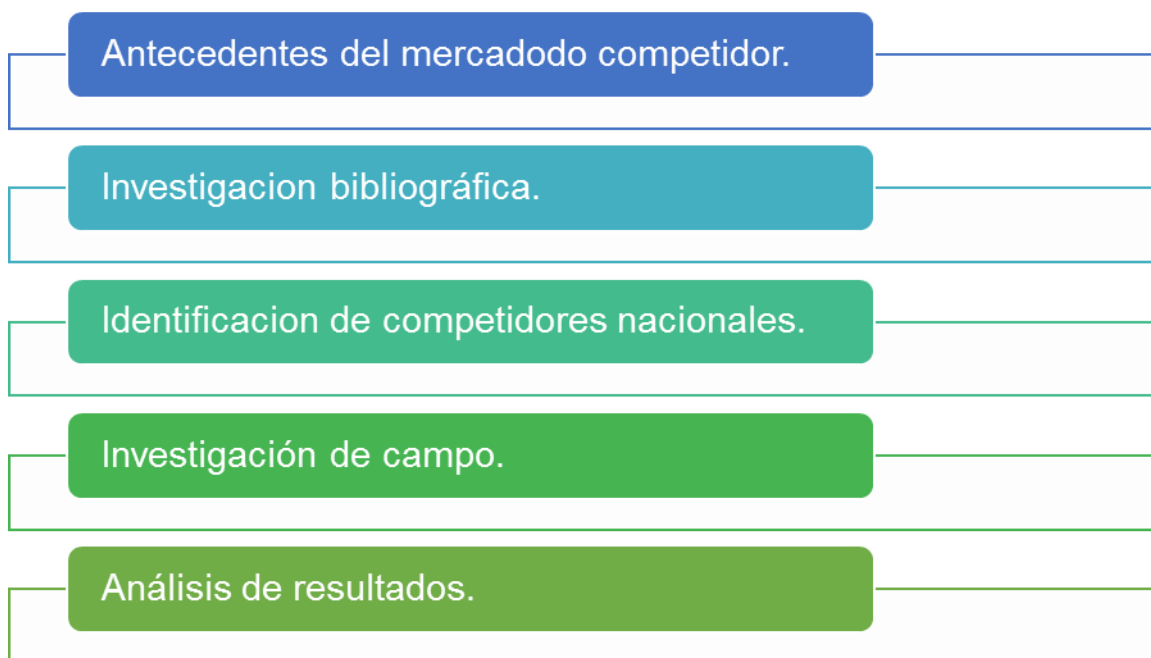 Antecedentes del mercadodo competidor.
Investigacion bibliográfica.
Identificacion de competidores nacionales.
Investigación de campo.
Análisis de resultados.